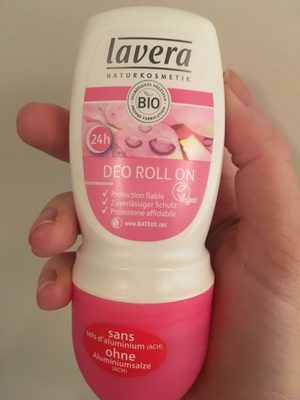 lavera
NATURKOSMETIK
BIO
24h
DEO ROLL ON
✓ Protection fiable
✓ Zuverlässiger Schutz
✓ Protezione affidabile
vegan
www.NATRUE.ORG
sans
sels d'aluminium (ACH)
ohne
Aluminiumsalze
(ACH)